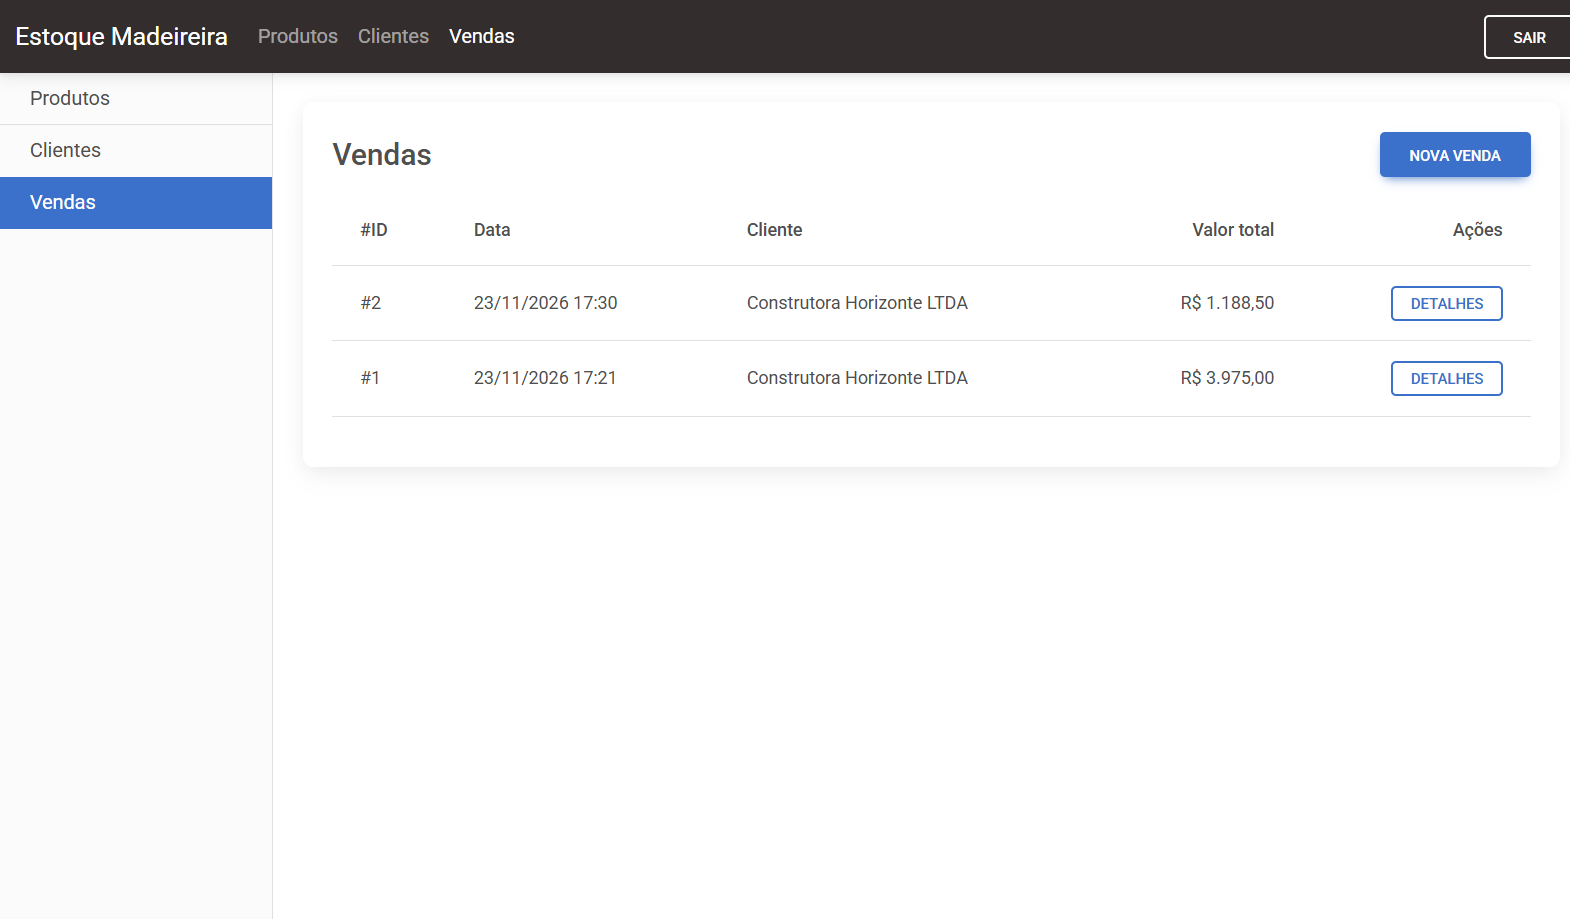 Estoque Madeireira Produtos Clientes Vendas SAIR
Produtos
Clientes
Vendas
Vendas NOVA VENDA
#ID Data Cliente Valor total Ações
#2 23/11/2026 17:30 Construtora Horizonte LTDA R$ 1.188,50 DETALHES
#1 23/11/2026 17:21 Construtora Horizonte LTDA R$ 3.975,00 DETALHES